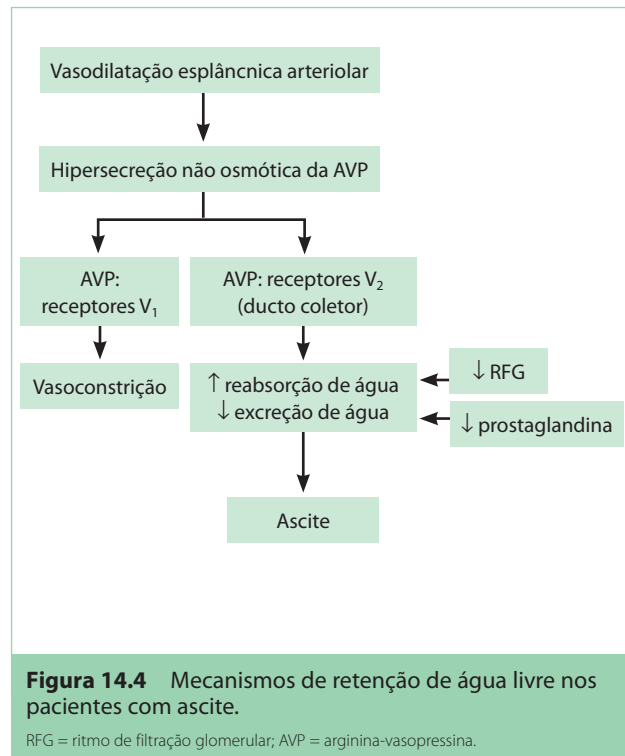 Vasodilatação esplâncnica arteriolar
Hipersecreção não osmótica da AVP
AVP:
receptores V₁
AVP: receptores V₂
(ducto coletor)
Vasoconstrição
↑ reabsorção de água
↓ excreção de água
↓ RFG
↓ prostaglandina
Ascite
Figura 14.4 Mecanismos de retenção de água livre nos
pacientes com ascite.
RFG = ritmo de filtração glomerular; AVP = arginina-vasopressina.